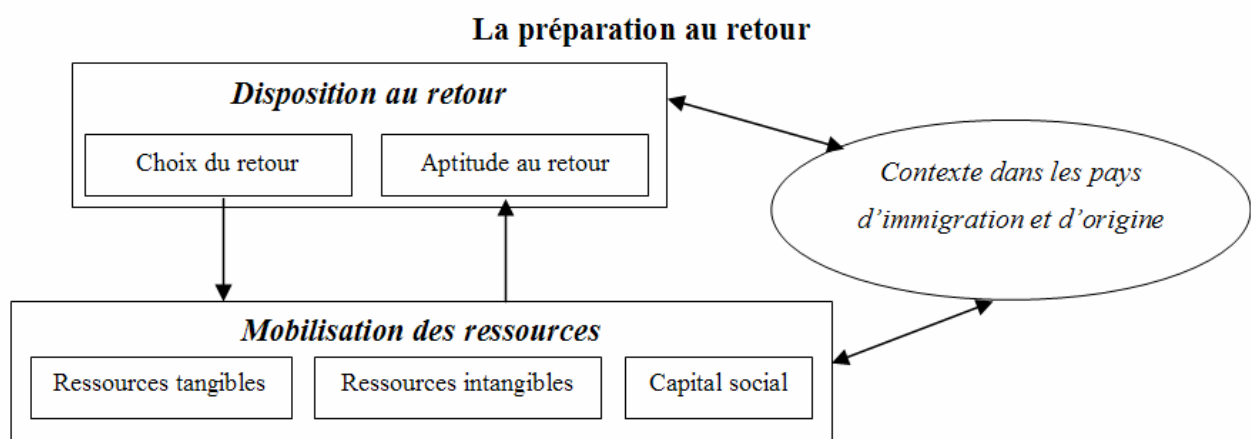 La préparation au retour
Disposition au retour
Choix du retour
Aptitude au retour
Contexte dans les pays
d’immigration et d’origine
Mobilisation des ressources
Ressources tangibles
Ressources intangibles
Capital social